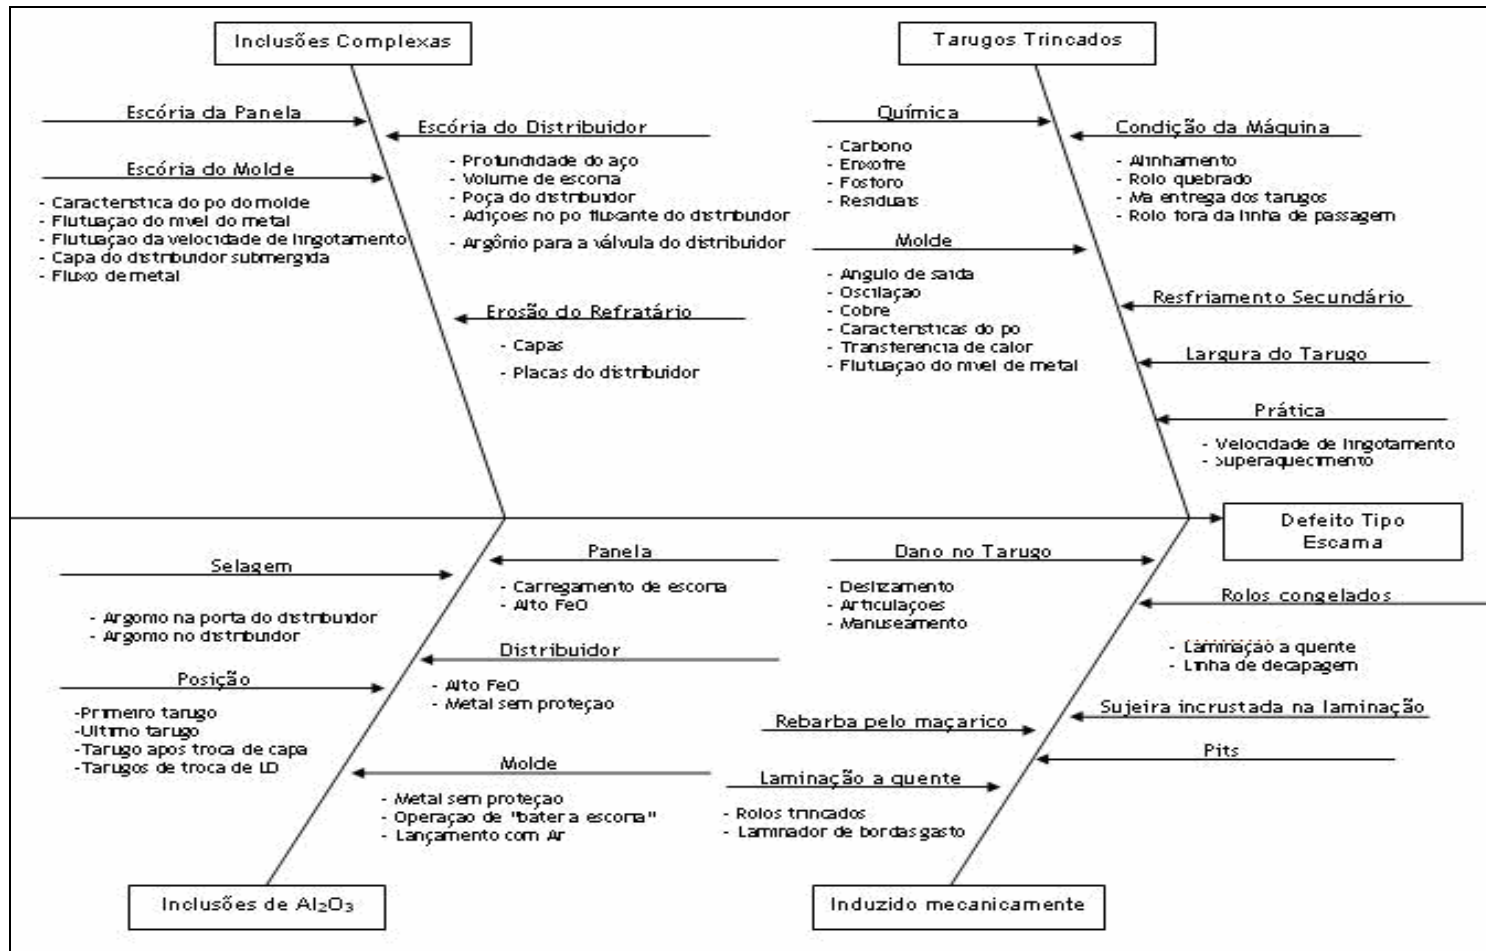 Inclusões Complexas
Escória da Panela
Escória do Distribuidor
- Profundidade do aço
- Volume de escoria
- Poça do distribuidor
- Adiçoes no po fluxante do distribuidor
- Argônio para a válvula do distribuidor
Escória do Molde
- Caracteristica do po do molde
- Flutuaçao do nivel do metal
- Flutuaçao da velocidade de lingotamento
- Capa do distribuidor submergida
- Fluxo de metal
Erosão do Refratário
- Capas
- Placas do distribuidor
Tarugos Trincados
Química
- Carbono
- Enxofre
- Fosforo
- Residuais
Condição da Máquina
- Alinhamento
- Rolo quebrado
- Ma entrega dos tarugos
- Rolo fora da linha de passagem
Molde
- Angulo de saida
- Oscilaçao
- Cobre
- Caracteristicas do po
- Transferencia de calor
- Flutuaçao do nivel de metal
Resfriamento Secundário
Largura do Tarugo
Prática
- Velocidade de lingotamento
- Superaquecimento
Defeito Tipo
Escama
Selagem
- Argonio na porta do distribuidor
- Argonio no distribuidor
Panela
- Carregamento de escoria
- Alto FeO
Distribuidor
- Alto FeO
- Metal sem proteçao
Posição
-Primeiro tarugo
-Ultimo tarugo
-Tarugo apos troca de capa
-Tarugos de troca de LD
Molde
- Metal sem proteçao
- Operaçao de "bater a escoria"
- Lançamento com Ar
Inclusões de Al₂O₃
Dano no Tarugo
- Deslizamento
- Articulaçoes
- Manuseamento
Rolos congelados
- Laminação a quente
- Linha de decapagem
Sujeira incrustada na laminação
Rebarba pelo maçarico
Pits
Laminação a quente
- Rolos trincados
- Laminador de bordas gasto
Induzido mecanicamente